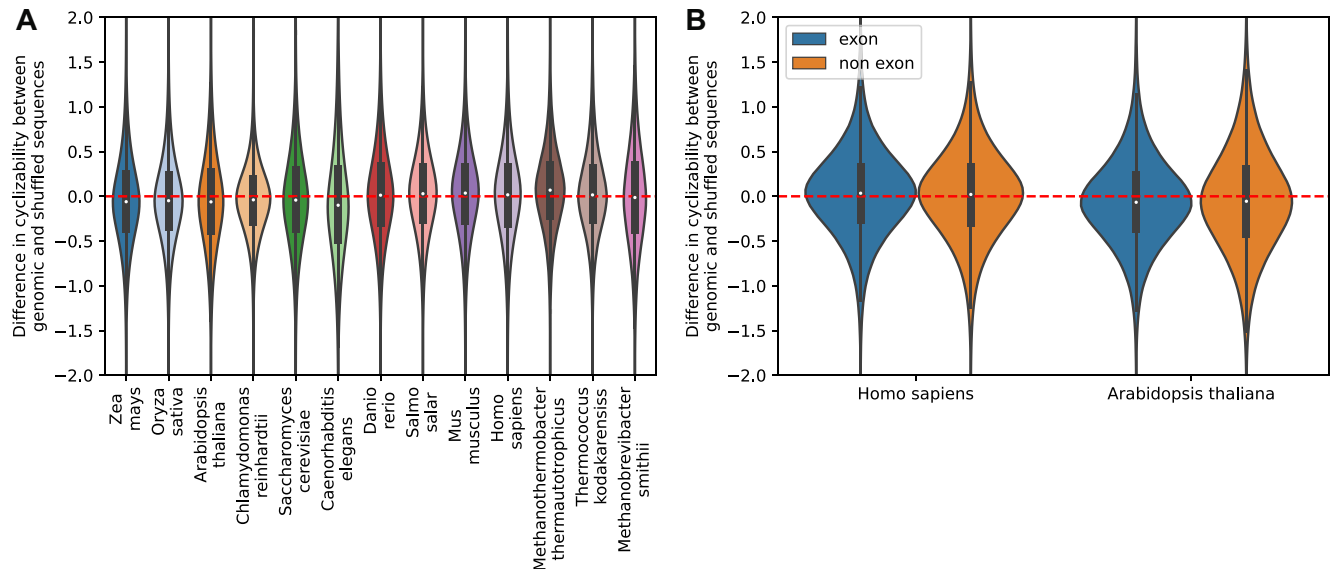 A
Difference in cyclizability between
genomic and shuffled sequences
2.0
1.5
1.0
0.5
0.0
−0.5
−1.0
−1.5
−2.0
Zea
mays
Oryza
sativa
Arabidopsis
thaliana
Chlamydomonas
reinhardtii
Saccharomyces
cerevisiae
Caenorhabditis
elegans
Danio
rerio
Salmo
salar
Mus
musculus
Homo
sapiens
Methanothermobacter
thermautotrophicus
Thermococcus
kodakarensiss
Methanobrevibacter
smithii
B
Difference in cyclizability between
genomic and shuffled sequences
2.0
1.5
1.0
0.5
0.0
−0.5
−1.0
−1.5
−2.0
exon
non exon
Homo sapiens
Arabidopsis thaliana